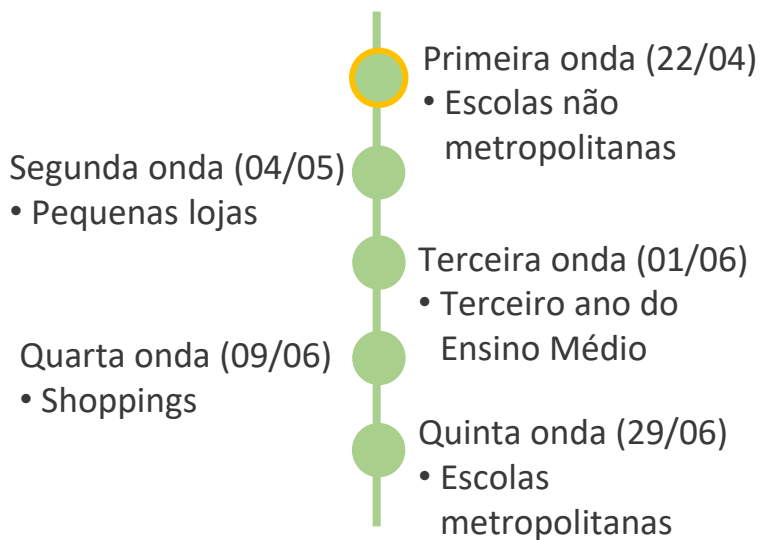 Primeira onda (22/04)
• Escolas não
metropolitanas
Segunda onda (04/05)
• Pequenas lojas
Terceira onda (01/06)
• Terceiro ano do
Ensino Médio
Quarta onda (09/06)
• Shoppings
Quinta onda (29/06)
• Escolas
metropolitanas